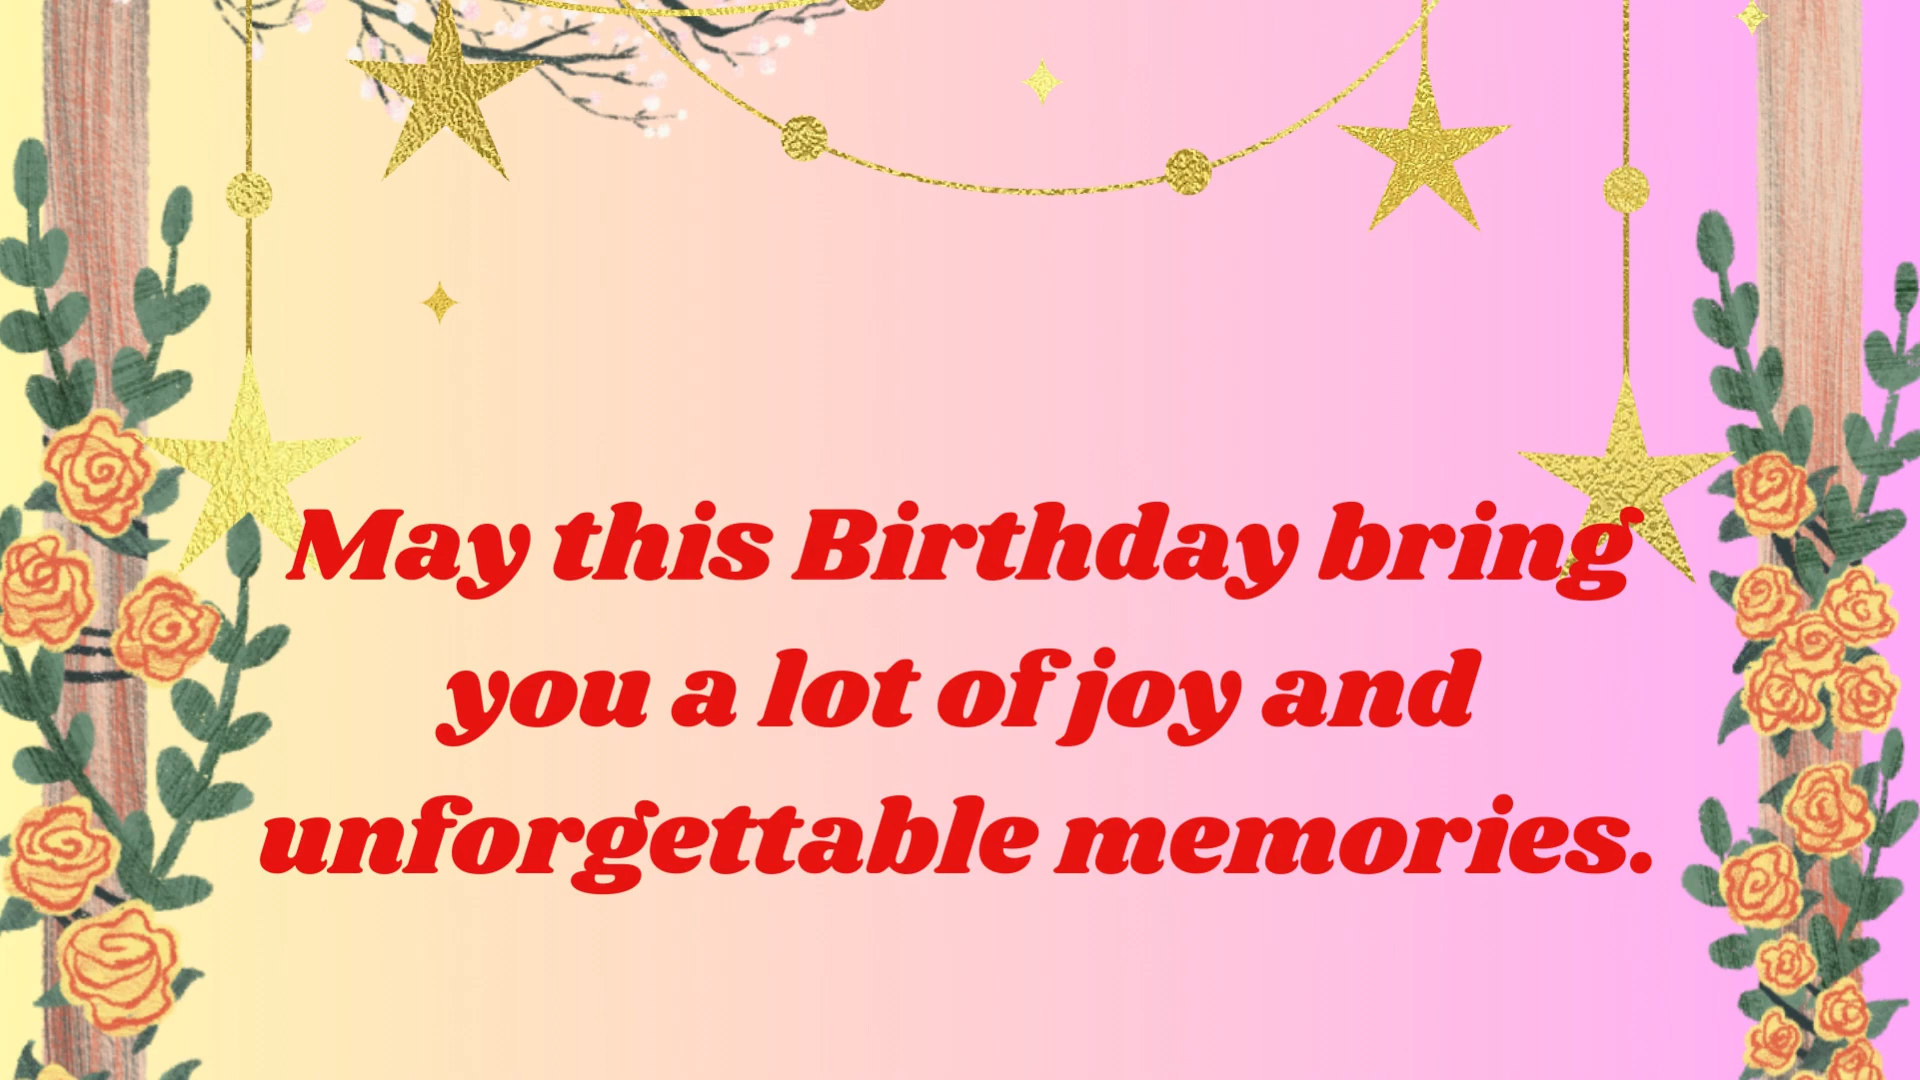 May this Birthday bring
you a lot of joy and
unforgettable memories.